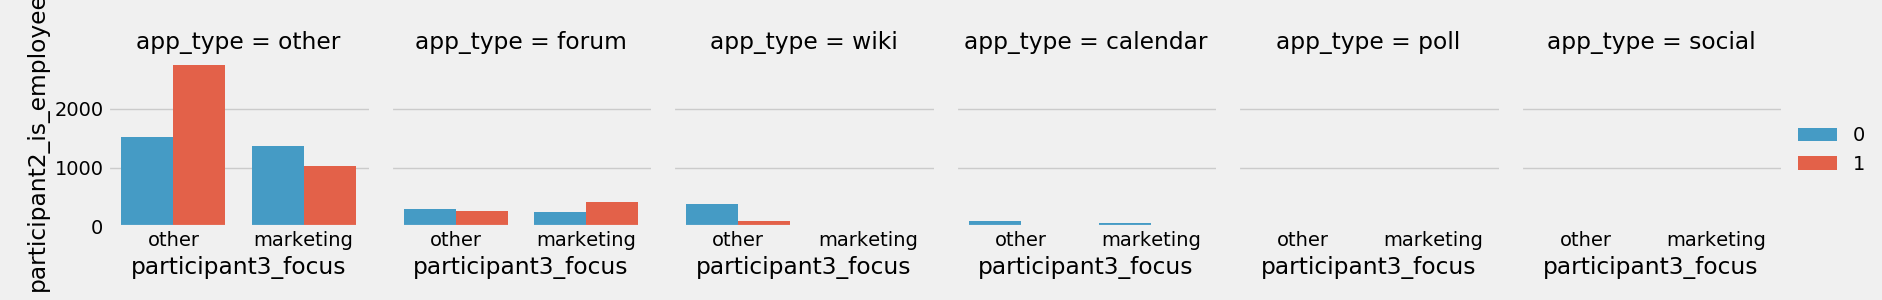 app_type = other
app_type = forum
app_type = wiki
app_type = calendar
app_type = poll
app_type = social
participant2_is_employee
2000
1000
0
other marketing
other marketing
other marketing
other marketing
other marketing
other marketing
participant3_focus
participant3_focus
participant3_focus
participant3_focus
participant3_focus
participant3_focus
0
1